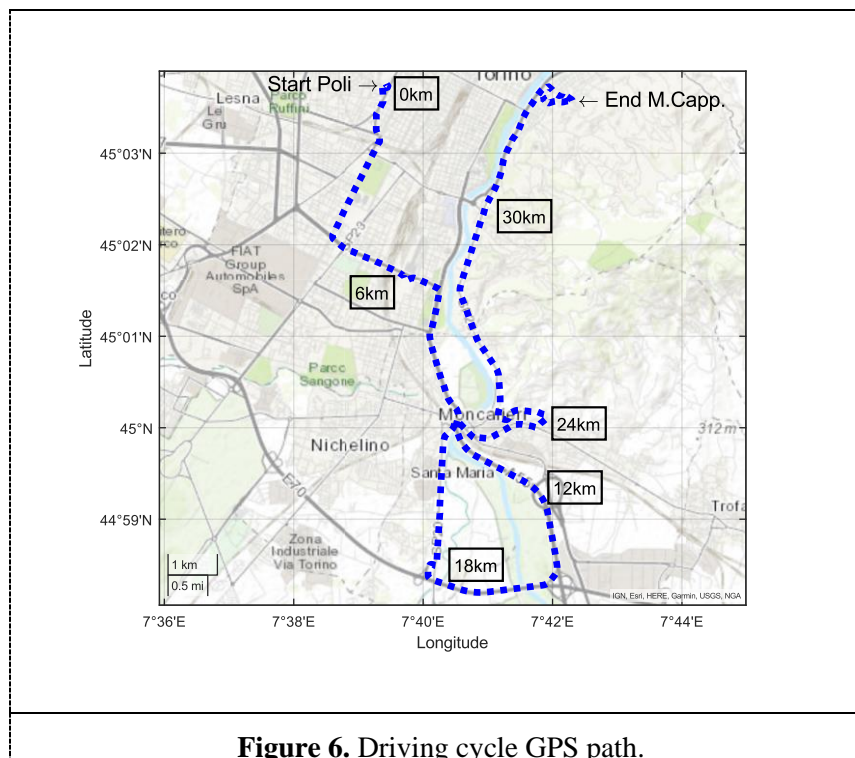 Torino
Start Poli →
0km
← End M.Capp.
Lesna
Parco
Ruffini
Le
Gru
45°03'N
30km
P23
45°02'N
FIAT
Group
Automobiles
SpA
6km
Latitude
45°01'N
Parco
Sangone
Moncalieri
24km
45°N
312m
Nichelino
Santa Maria
12km
E70
Trofa
44°59'N
Zona
Industriale
Via Torino
18km
1 km
0.5 mi
IGN, Esri, HERE, Garmin, USGS, NGA
7°36'E
7°38'E
7°40'E
7°42'E
7°44'E
Longitude
Figure 6. Driving cycle GPS path.